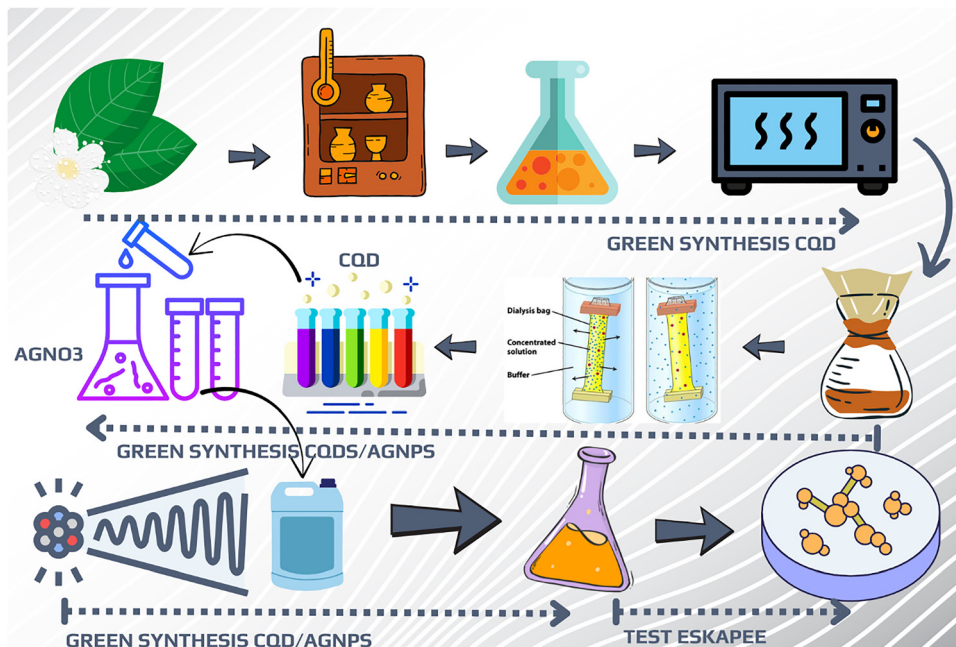 GREEN SYNTHESIS CQD
CQD
AGNO3
Dialysis bag
Concentrated
solution
Buffer
GREEN SYNTHESIS CQDS/AGNPS
GREEN SYNTHESIS CQD/AGNPS
TEST ESKAPEE